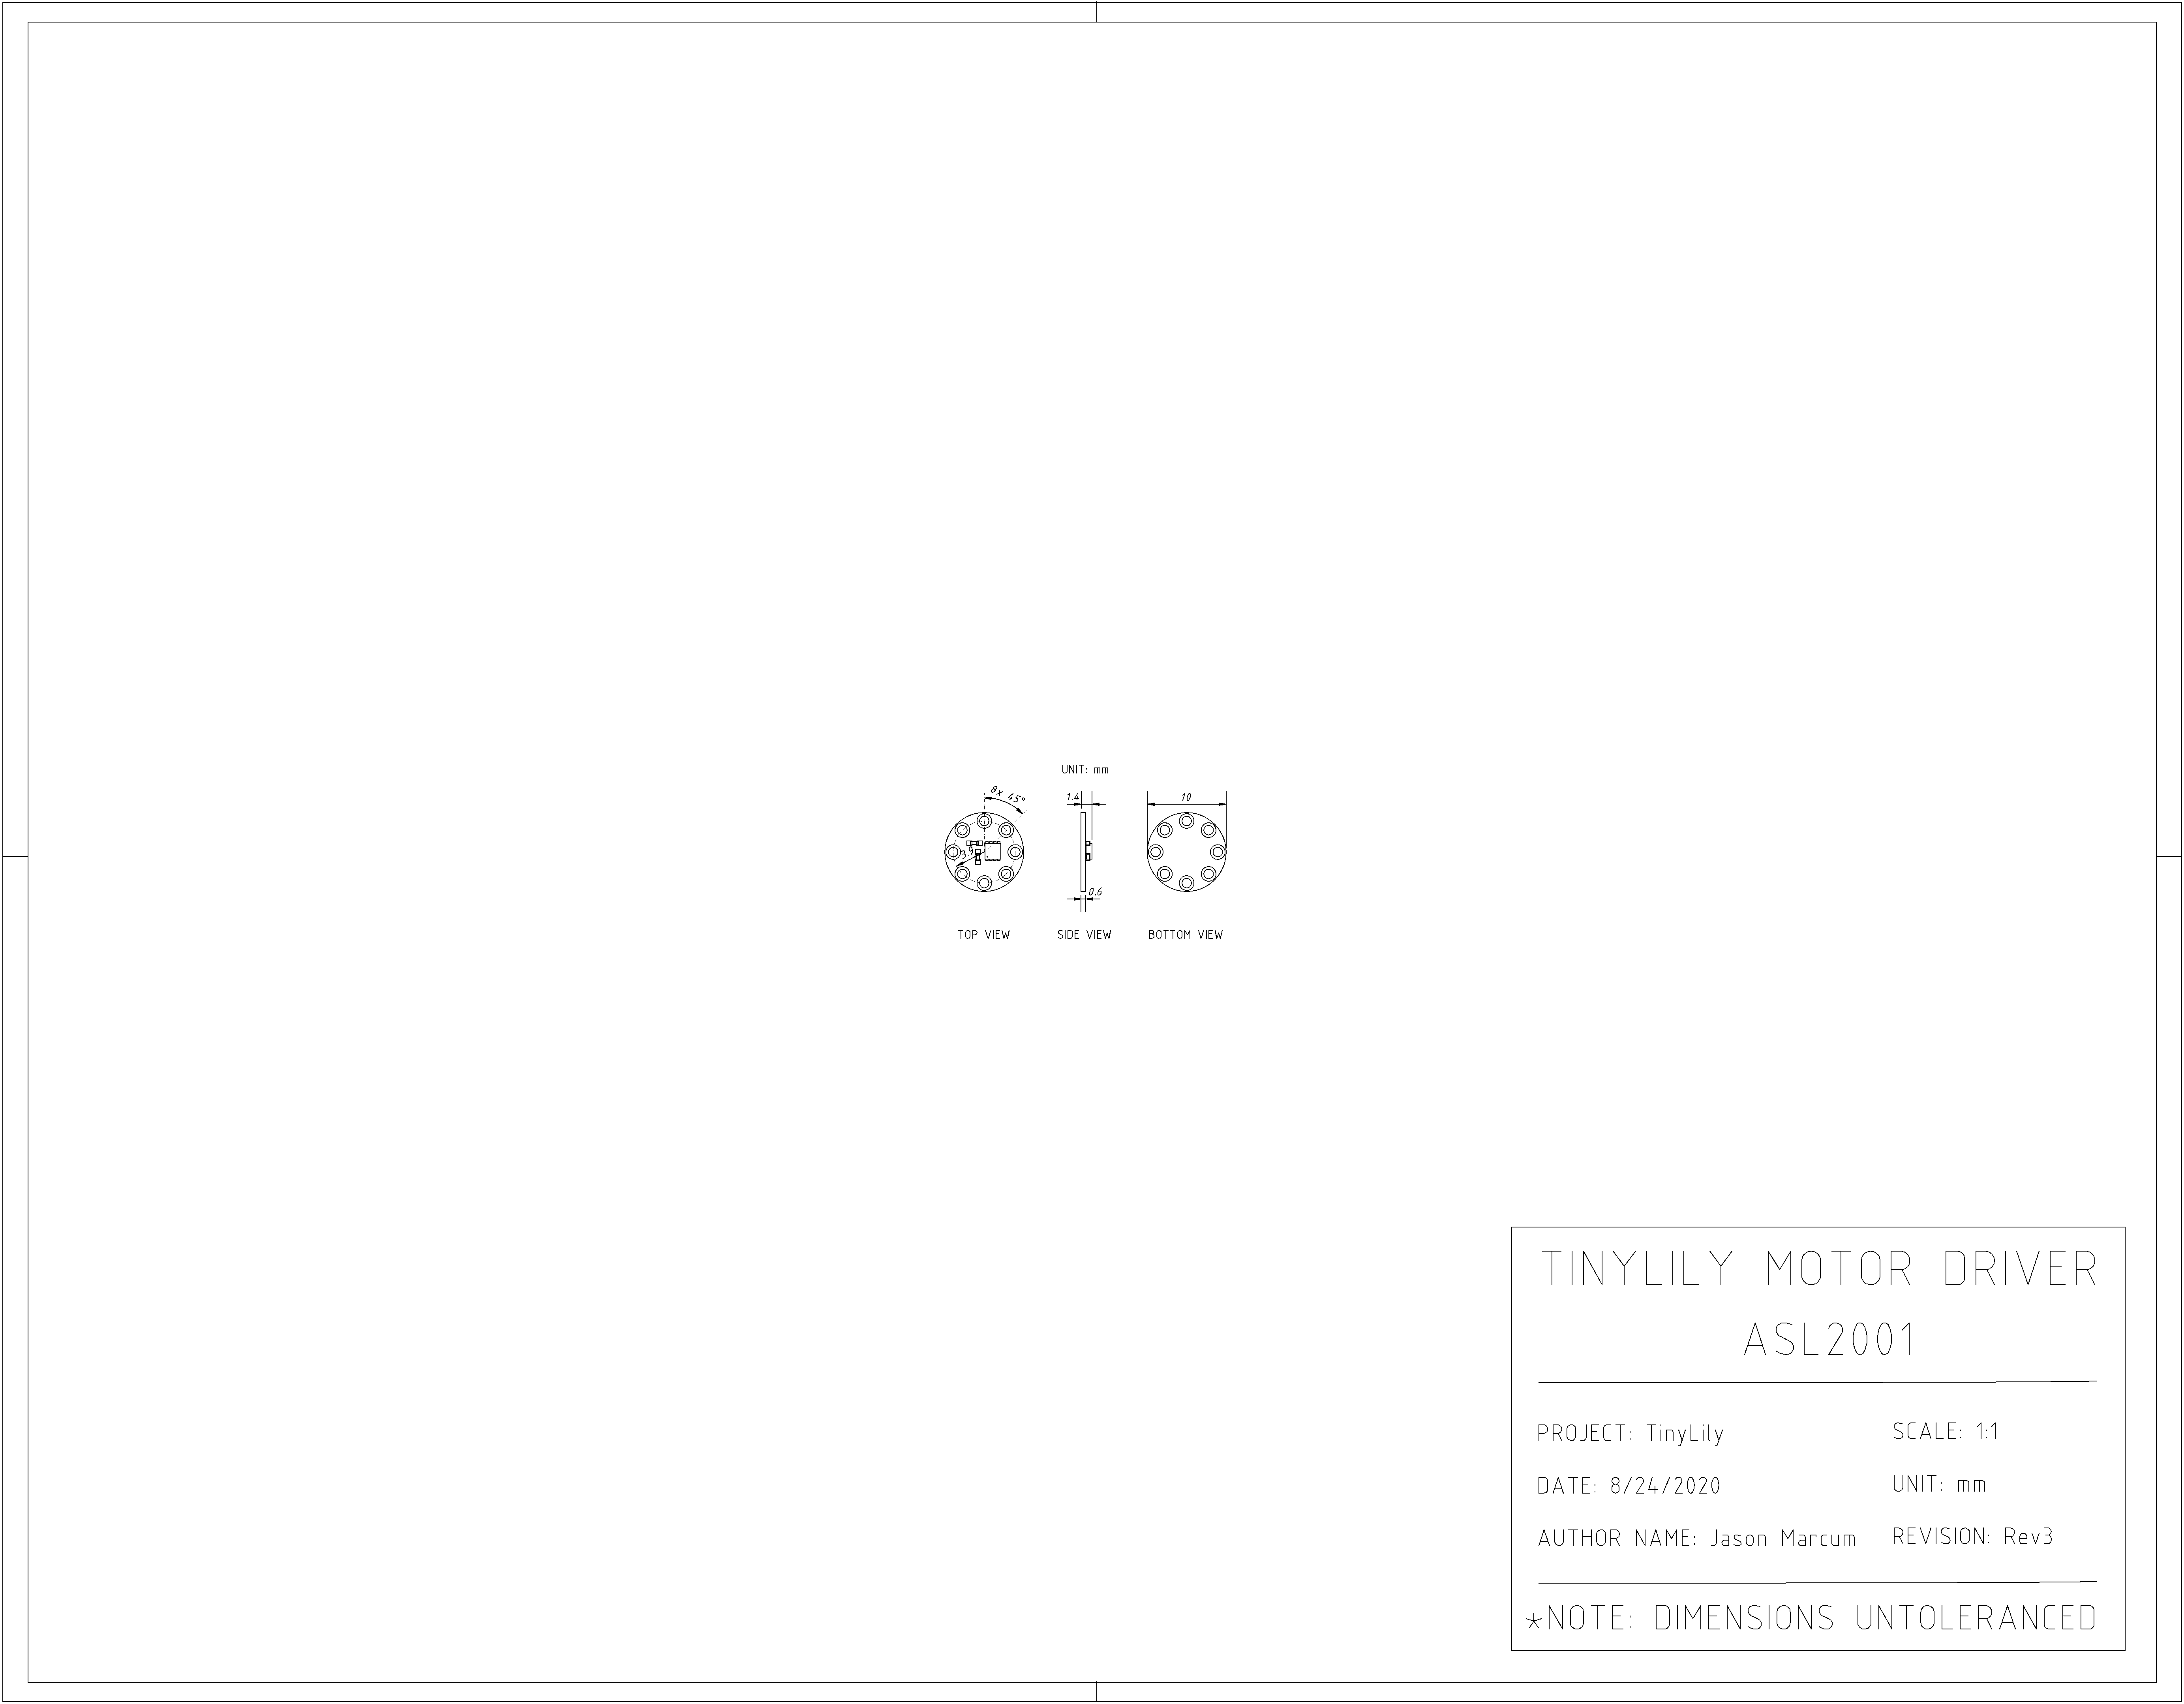 UNIT: mm
8x 45°
1.4
10
3.9
0.6
TOP VIEW
SIDE VIEW
BOTTOM VIEW
TINYLILY MOTOR DRIVER
ASL2001
PROJECT: TinyLily
SCALE: 1:1
DATE: 8/24/2020
UNIT: mm
AUTHOR NAME: Jason Marcum
REVISION: Rev3
*NOTE: DIMENSIONS UNTOLERANCED